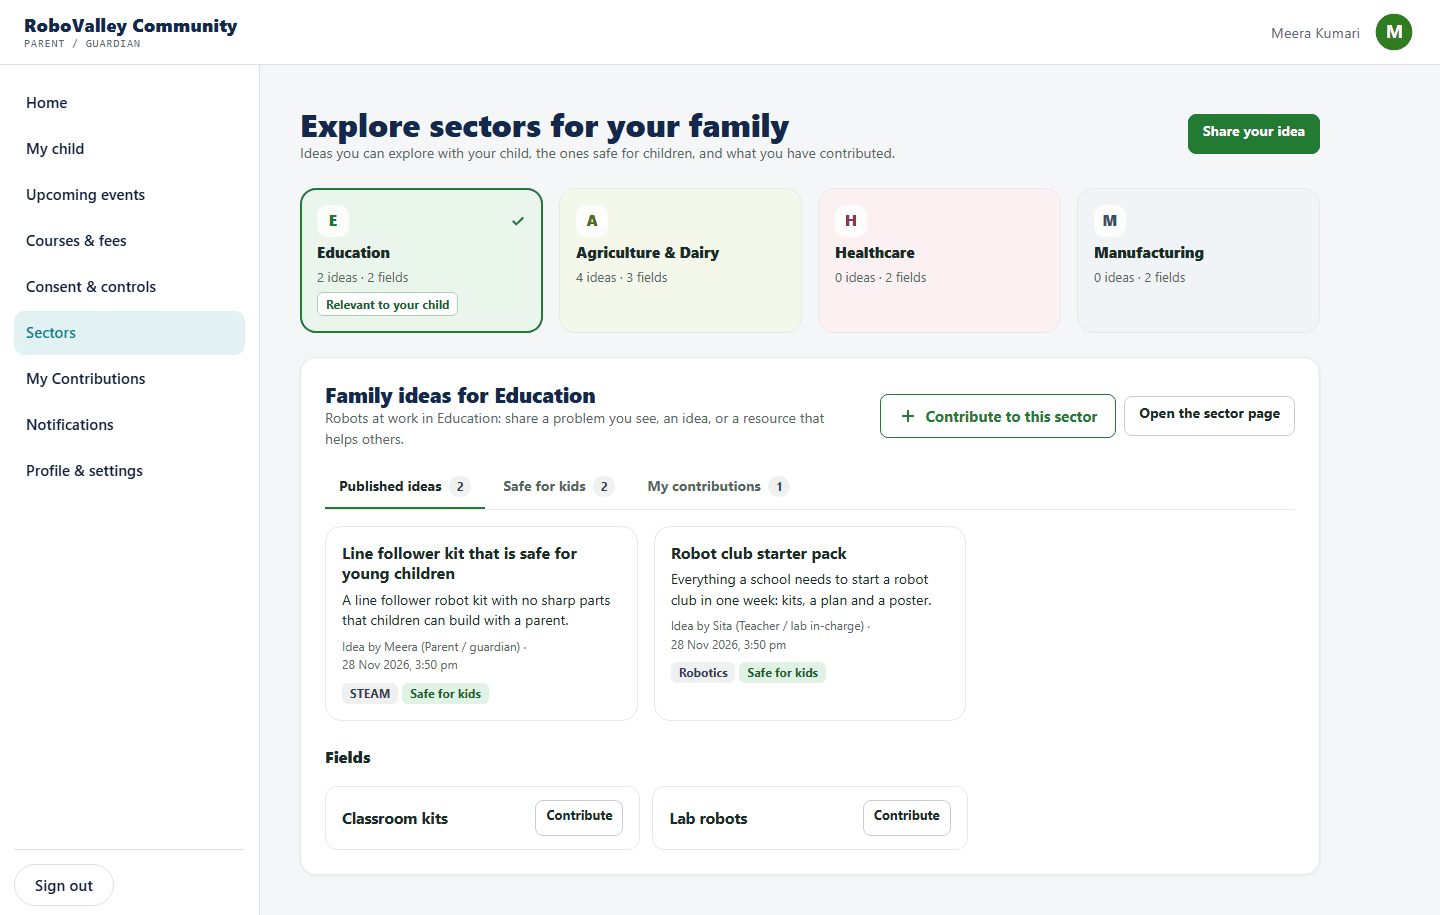 RoboValley Community
PARENT / GUARDIAN
Meera Kumari
M
Home
My child
Upcoming events
Courses & fees
Consent & controls
Sectors
My Contributions
Notifications
Profile & settings
Sign out
Explore sectors for your family
Ideas you can explore with your child, the ones safe for children, and what you have contributed.
Share your idea
E
Education
2 ideas · 2 fields
Relevant to your child
A
Agriculture & Dairy
4 ideas · 3 fields
H
Healthcare
0 ideas · 2 fields
M
Manufacturing
0 ideas · 2 fields
Family ideas for Education
Robots at work in Education: share a problem you see, an idea, or a resource that
helps others.
+ Contribute to this sector
Open the sector page
Published ideas 2
Safe for kids 2
My contributions 1
Line follower kit that is safe for
young children
A line follower robot kit with no sharp parts
that children can build with a parent.
Idea by Meera (Parent / guardian) ·
28 Nov 2026, 3:50 pm
STEAM Safe for kids
Robot club starter pack
Everything a school needs to start a robot
club in one week: kits, a plan and a poster.
Idea by Sita (Teacher / lab in-charge) ·
28 Nov 2026, 3:50 pm
Robotics Safe for kids
Fields
Classroom kits
Contribute
Lab robots
Contribute